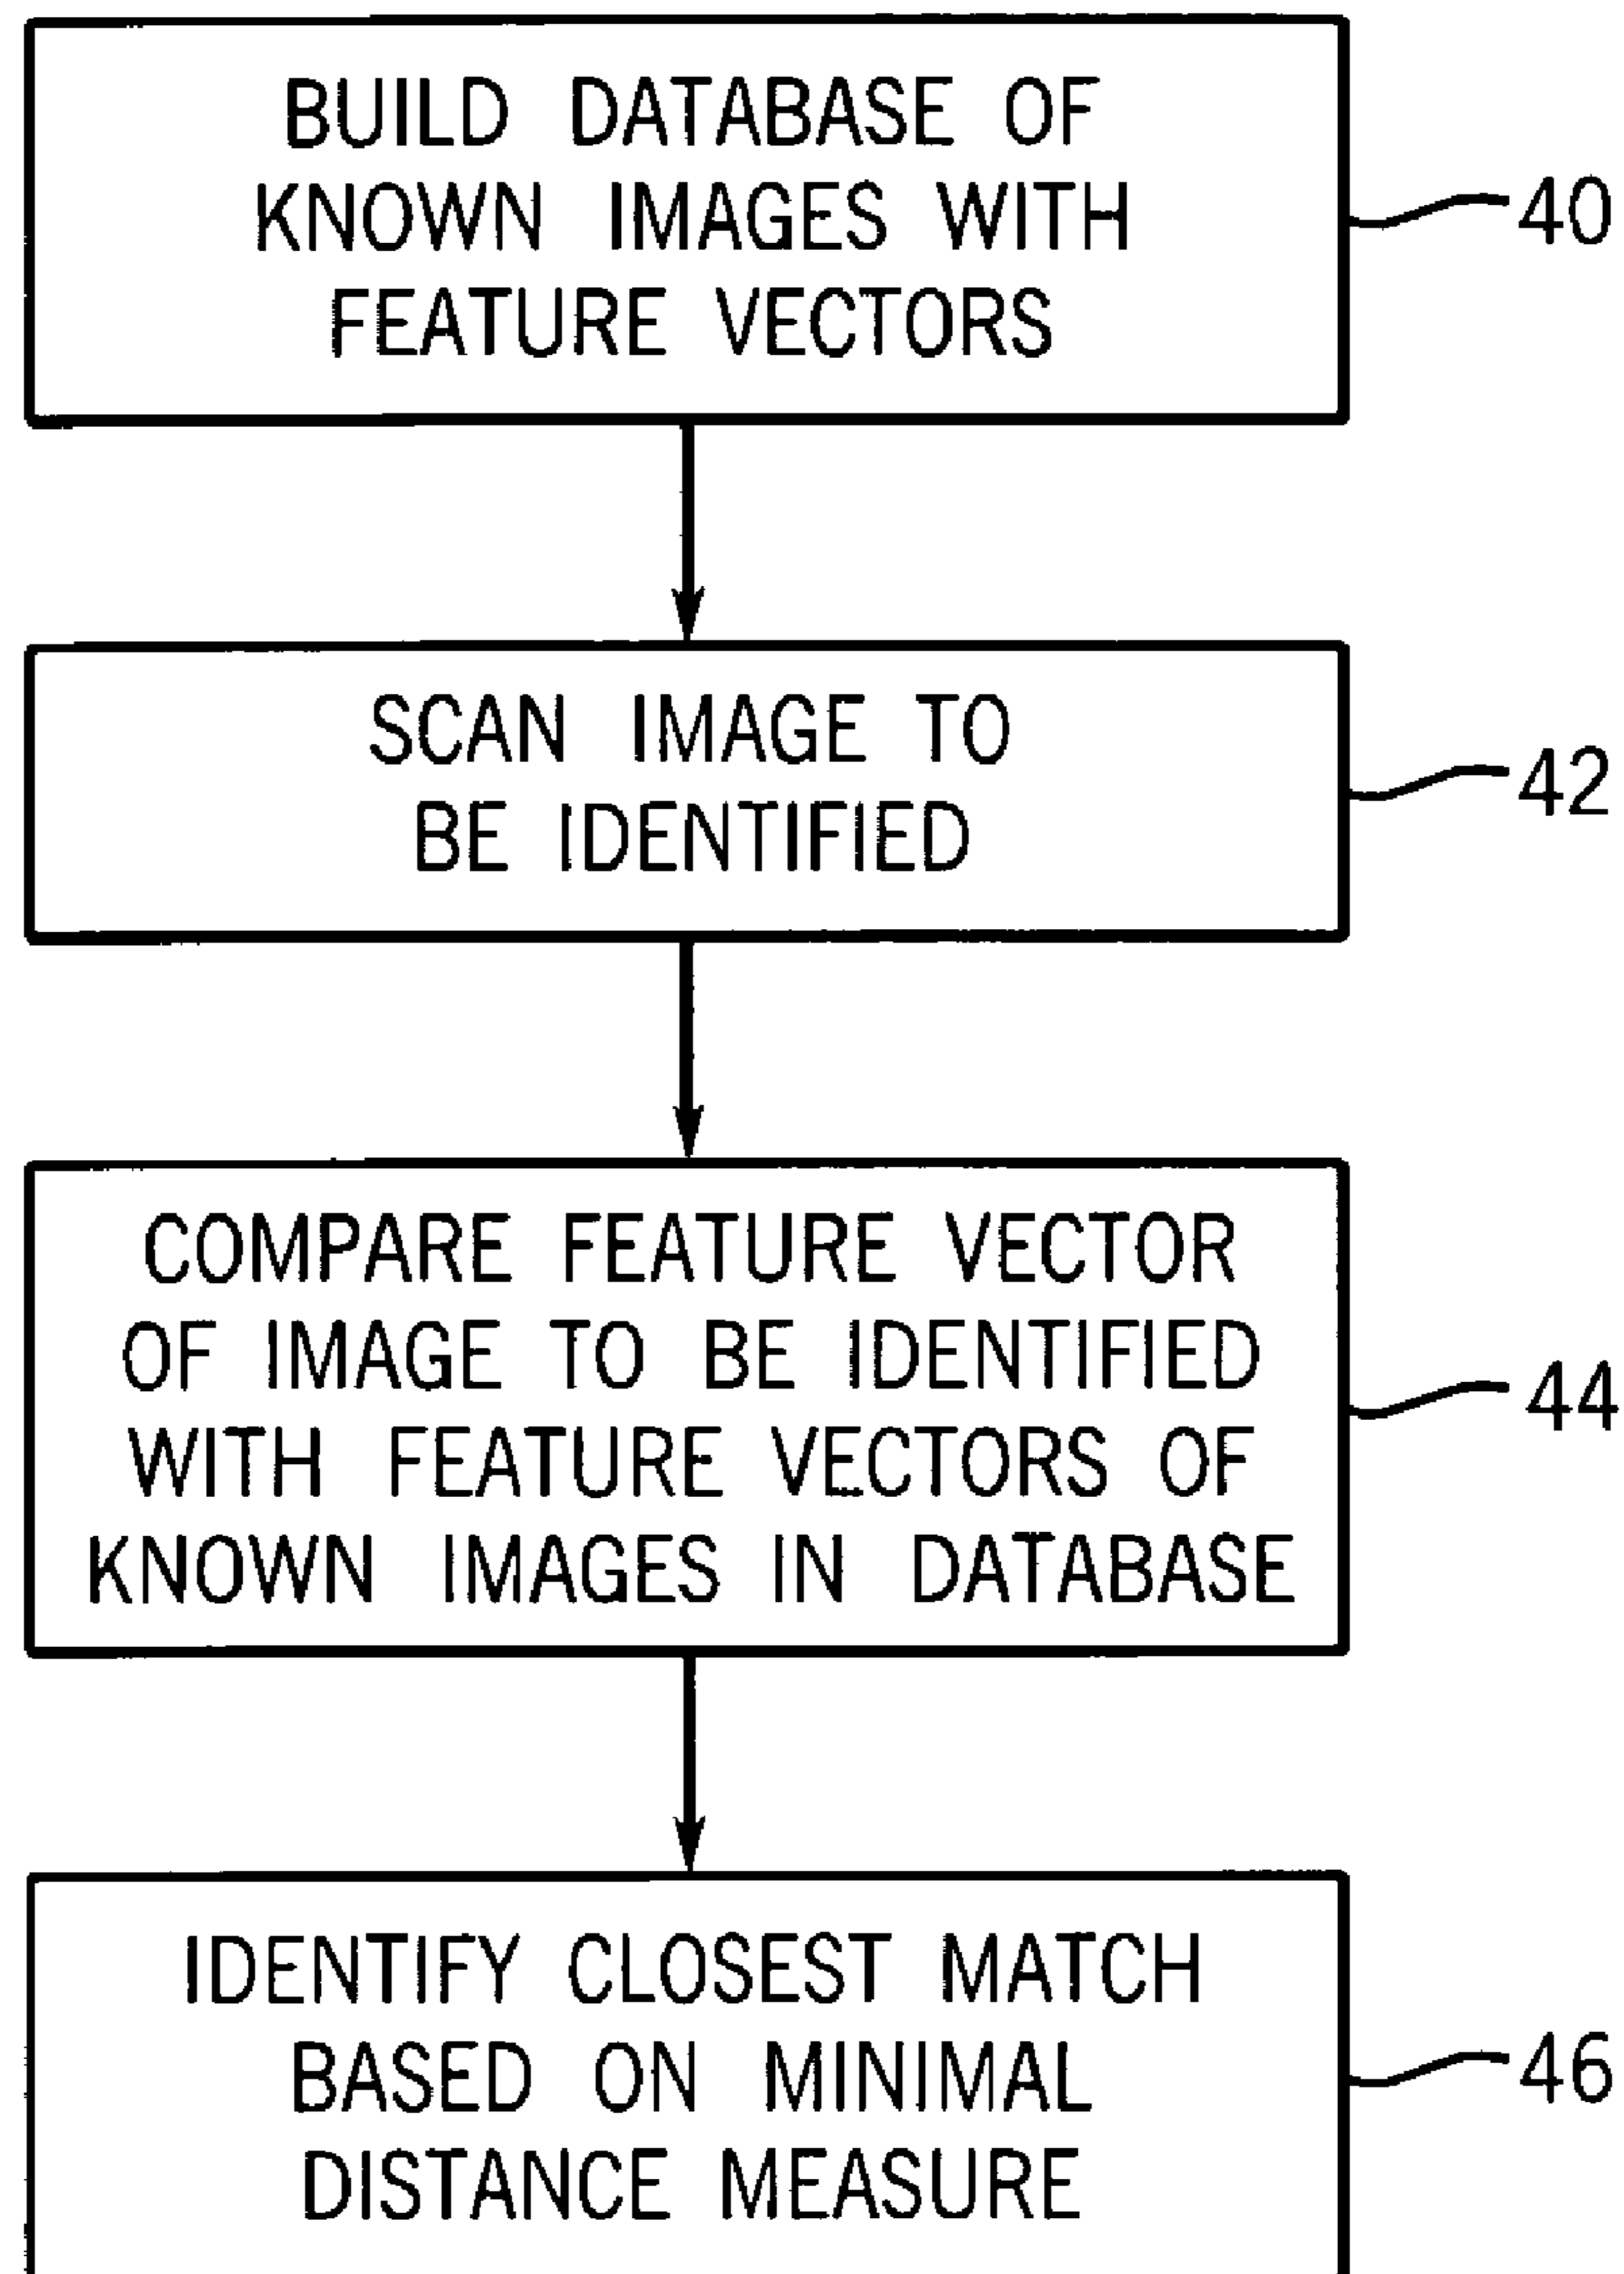 BUILD DATABASE OF
KNOWN IMAGES WITH
FEATURE VECTORS
40
SCAN IMAGE TO
BE IDENTIFIED
42
COMPARE FEATURE VECTOR
OF IMAGE TO BE IDENTIFIED
WITH FEATURE VECTORS OF
KNOWN IMAGES IN DATABASE
44
IDENTIFY CLOSEST MATCH
BASED ON MINIMAL
DISTANCE MEASURE
46